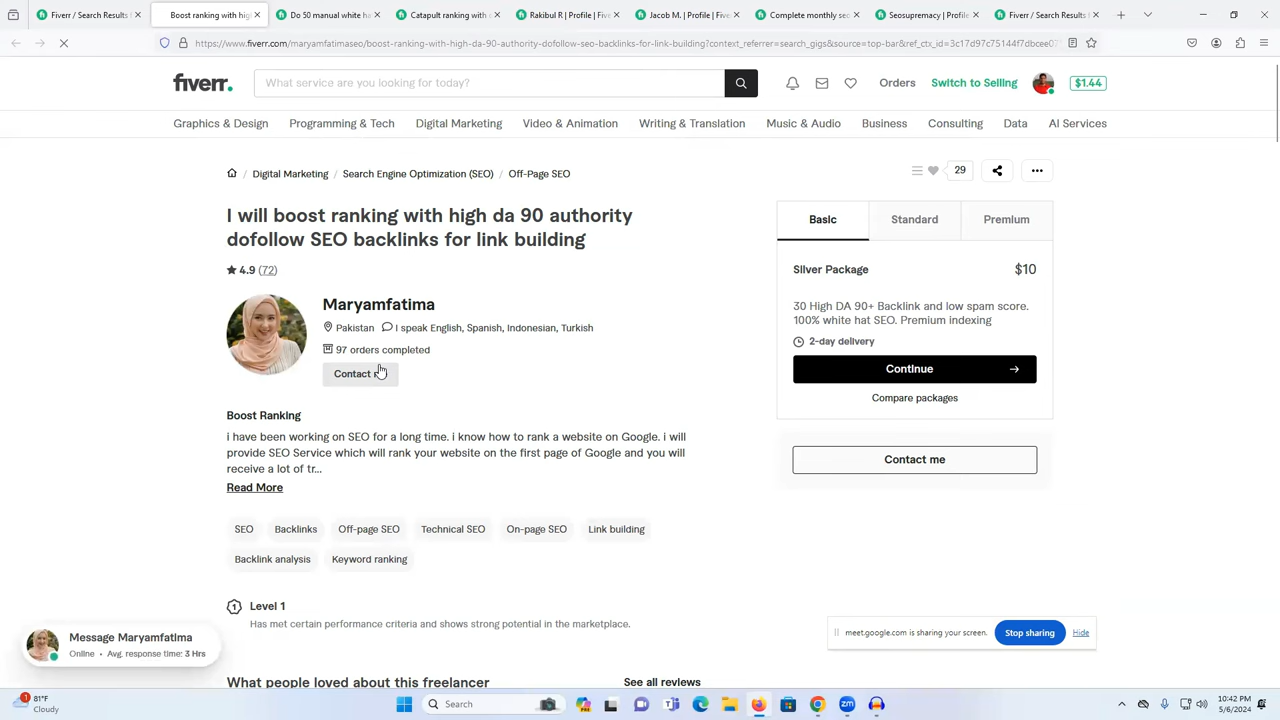 Fiverr / Search Results f
Boost ranking with hig
Do 50 manual white ha
Catapult ranking with
Rakibul R | Profile | Five
Jacob M. | Profile | Five
Complete monthly seo
Seosupremacy | Profile
Fiverr / Search Results f
https://www.fiverr.com/maryamfatimaseo/boost-ranking-with-high-da-90-authority-dofollow-seo-backlinks-for-link-building?context_referrer=search_gigs&source=top-bar&ref_ctx_id=3c17d97c75144f7dbcee07
fiverr.
What service are you looking for today?
Orders
Switch to Selling
$1.44
Graphics & Design
Programming & Tech
Digital Marketing
Video & Animation
Writing & Translation
Music & Audio
Business
Consulting
Data
AI Services
/ Digital Marketing / Search Engine Optimization (SEO) / Off-Page SEO
29
I will boost ranking with high da 90 authority
dofollow SEO backlinks for link building
4.9 (72)
Maryamfatima
Pakistan
I speak English, Spanish, Indonesian, Turkish
97 orders completed
Contact
Boost Ranking
i have been working on SEO for a long time. i know how to rank a website on Google. i will
provide SEO Service which will rank your website on the first page of Google and you will
receive a lot of tr...
Read More
SEO
Backlinks
Off-page SEO
Technical SEO
On-page SEO
Link building
Backlink analysis
Keyword ranking
1
Level 1
Has met certain performance criteria and shows strong potential in the marketplace.
What people loved about this freelancer
See all reviews
Basic
Standard
Premium
Silver Package
$10
30 High DA 90+ Backlink and low spam score.
100% white hat SEO. Premium indexing
2-day delivery
Continue
Compare packages
Contact me
Message Maryamfatima
Online • Avg. response time: 3 Hrs
meet.google.com is sharing your screen.
Stop sharing
Hide
1
81°F
Cloudy
Search
zm
10:42 PM
5/6/2024